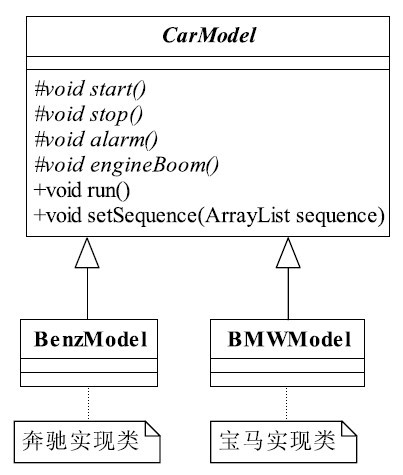 CarModel
#void start()
#void stop()
#void alarm()
#void engineBoom()
+void run()
+void setSequence(ArrayList sequence)
BenzModel
BMWModel
奔驰实现类
宝马实现类